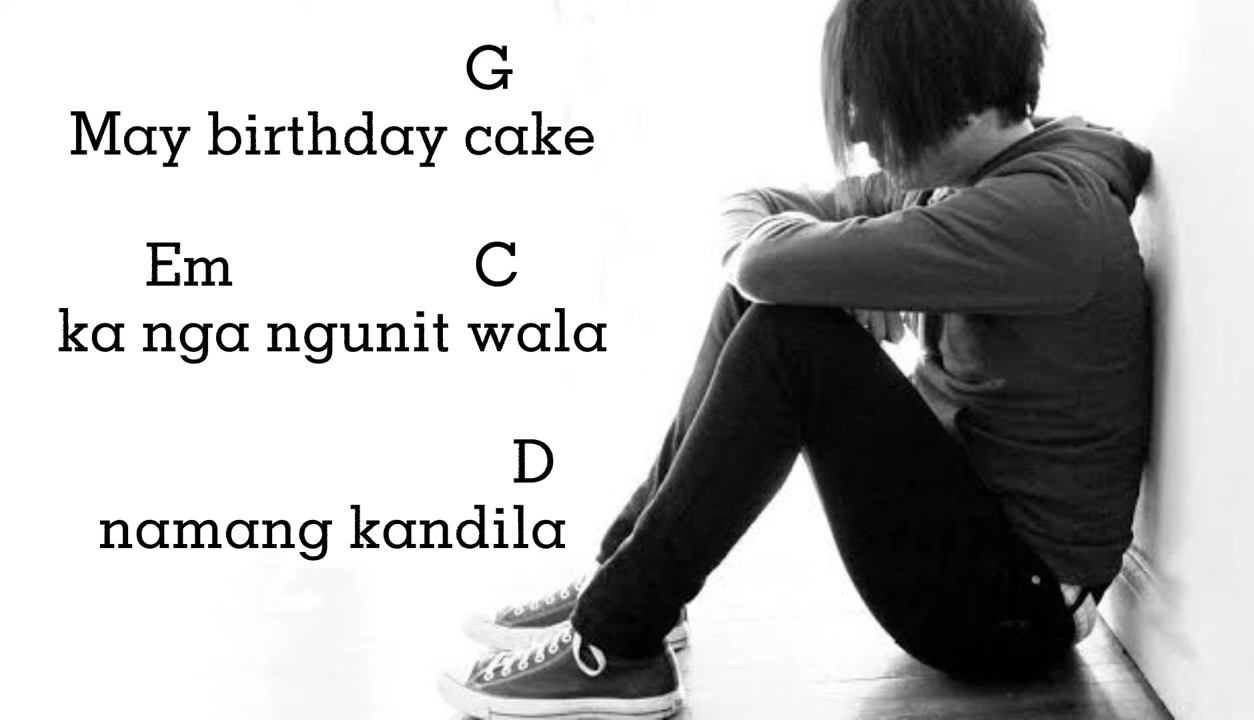 G
May birthday cake
Em C
ka nga ngunit wala
D
namang kandila